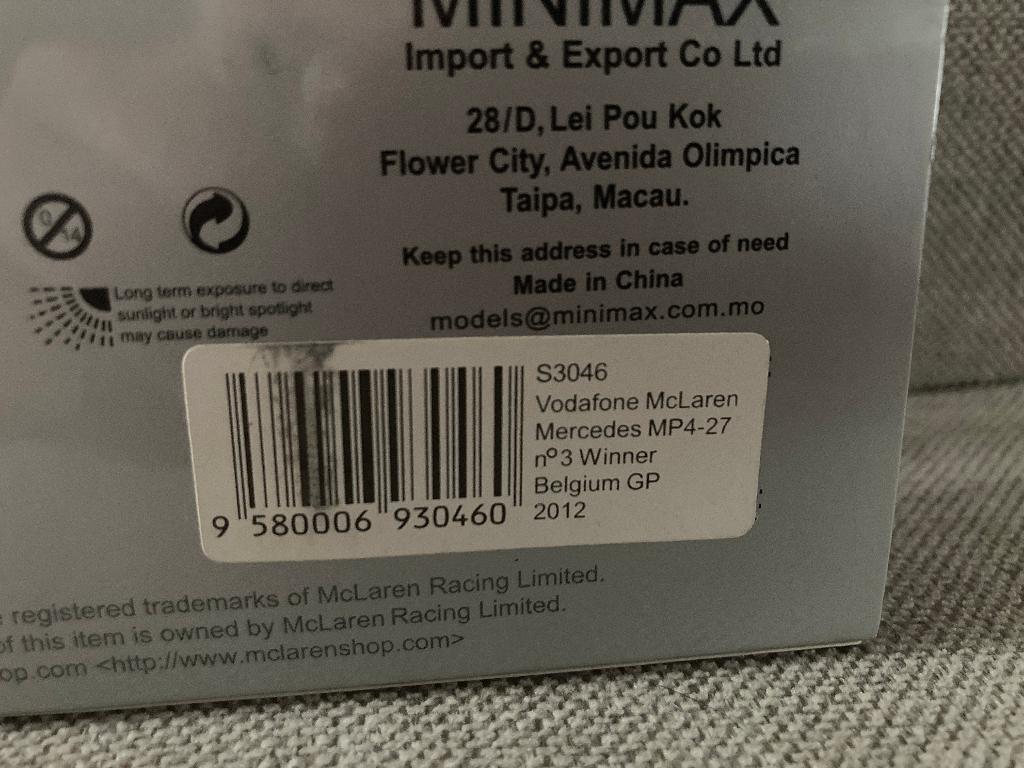 MINIMAX
Import & Export Co Ltd
28/D, Lei Pou Kok
Flower City, Avenida Olimpica
Taipa, Macau.
Keep this address in case of need
Made in China
models@minimax.com.mo
Long term exposure to direct
sunlight or bright spotlight
may cause damage
S3046
Vodafone McLaren
Mercedes MP4-27
nº3 Winner
Belgium GP
2012
9 580006 930460
registered trademarks of McLaren Racing Limited.
of this item is owned by McLaren Racing Limited.
op.com <http://www.mclarenshop.com>